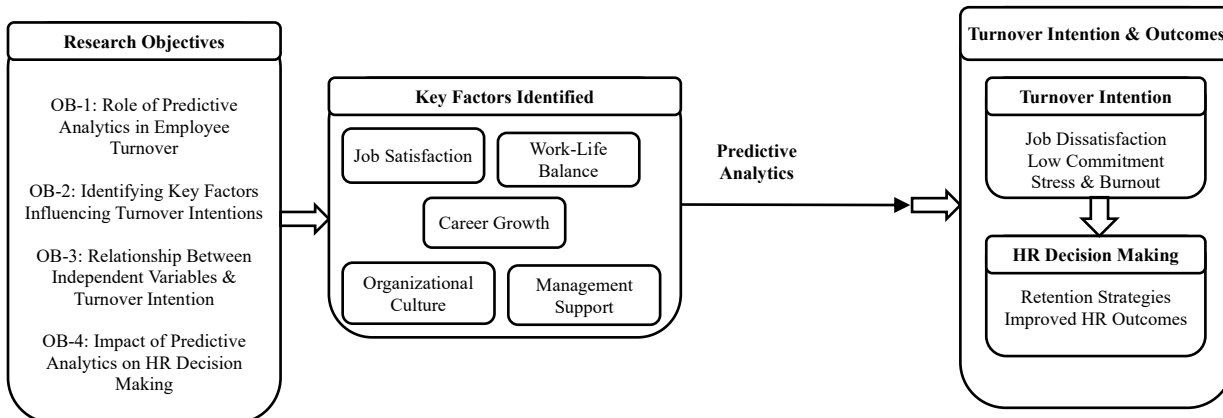 Research Objectives
OB-1: Role of Predictive
Analytics in Employee
Turnover
OB-2: Identifying Key Factors
Influencing Turnover Intentions
OB-3: Relationship Between
Independent Variables &
Turnover Intention
OB-4: Impact of Predictive
Analytics on HR Decision
Making
Key Factors Identified
Job Satisfaction
Work-Life
Balance
Career Growth
Organizational
Culture
Management
Support
Predictive
Analytics
Turnover Intention & Outcomes
Turnover Intention
Job Dissatisfaction
Low Commitment
Stress & Burnout
HR Decision Making
Retention Strategies
Improved HR Outcomes